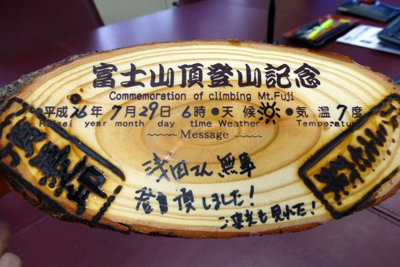 富士山頂登山記念
Commemoration of climbing Mt.Fuji
●平成26年7月29日6時●天候☀●気温7度
Heisei year month day time Weather Temperature
Message
浅田さん無事
登頂しました!
ご来光も見れた!